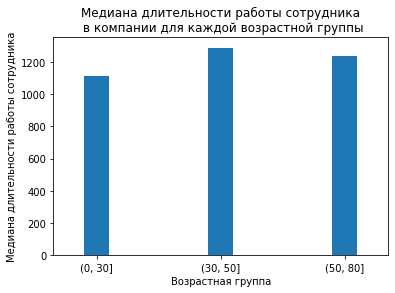 Медиана длительности работы сотрудника
в компании для каждой возрастной группы
Медиана длительности работы сотрудника
1200
1000
800
600
400
200
0
(0, 30]
(30, 50]
(50, 80]
Возрастная группа